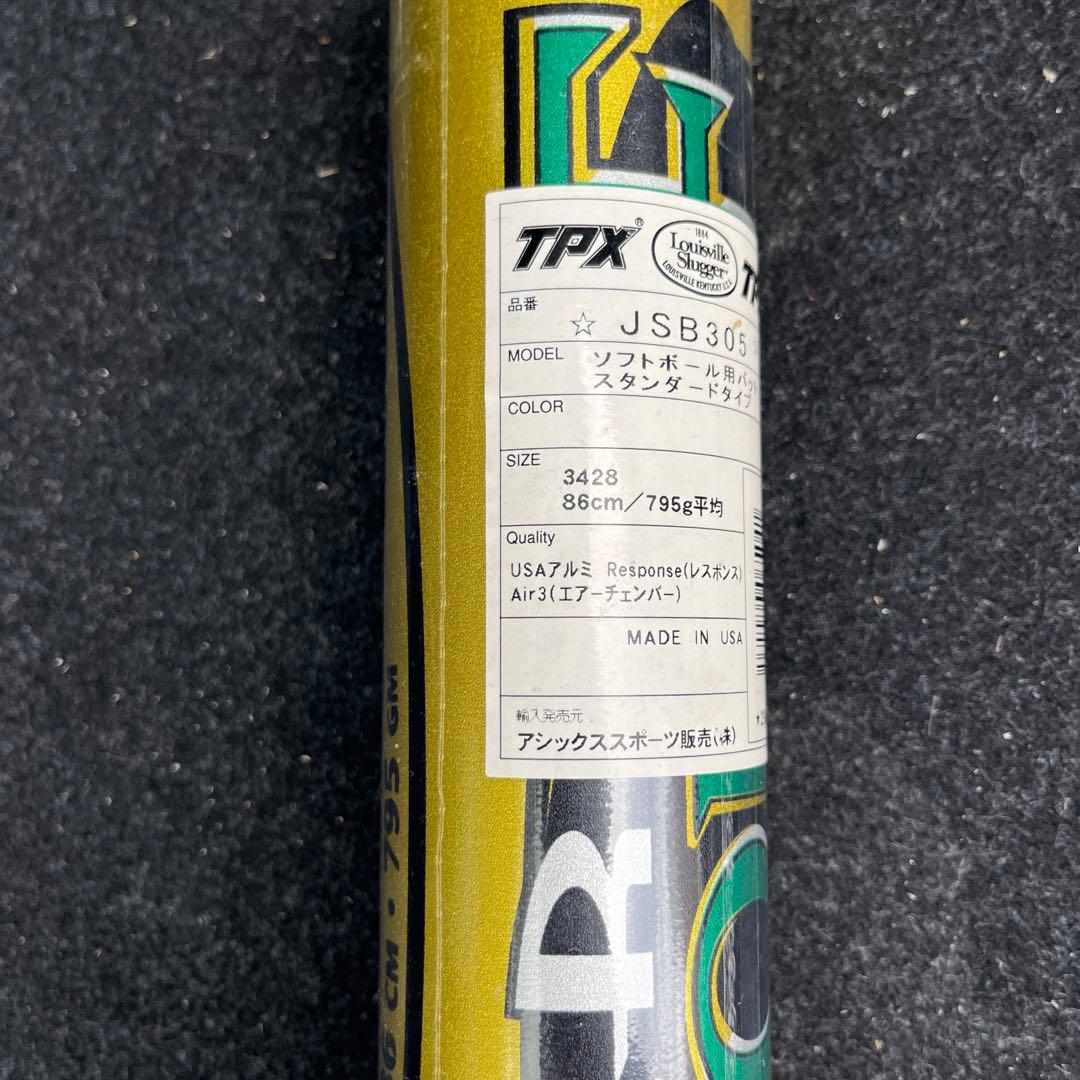 TPX®
1884
Louisville
Slugger
LOUISVILLE KENTUCKY U.S.A.
品番
☆ JSB305
MODEL
ソフトボール用バット
スタンダードタイプ
COLOR
SIZE
3428
86cm/795g平均
Quality
USAアルミ Response(レスポンス)
Air3(エアーチェンバー)
MADE IN USA
輸入発売元
アシックススポーツ販売(株)
CM · 795 GM